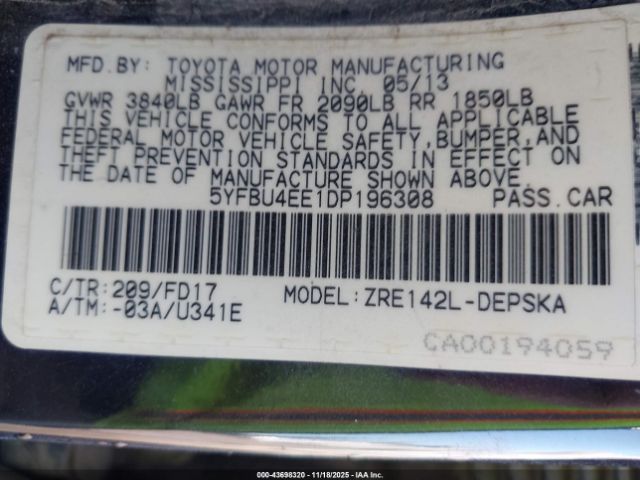 MFD.BY: TOYOTA MOTOR MANUFACTURING
MISSISSIPPI INC. 05/13
GVWR 3840LB GAWR FR 2090LB RR 1850LB
THIS VEHICLE CONFORMS TO ALL APPLICABLE
FEDERAL MOTOR VEHICLE SAFETY,BUMPER,AND
THEFT PREVENTION STANDARDS IN EFFECT ON
THE DATE OF MANUFACTURE SHOWN ABOVE.
5YFBU4EE1DP196308 PASS.CAR
C/TR:209/FD17 MODEL:ZRE142L-DEPSKA
A/TM:-03A/U341E
CA00194059
000-43698320 - 11/18/2025 - IAA Inc.